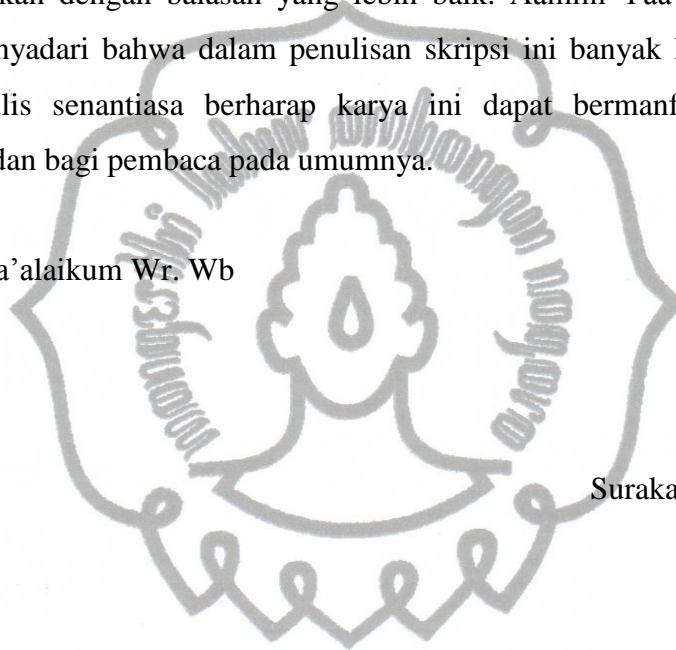 kan dengan balasan yang lebih baik. Aamiin Yaa
nyadari bahwa dalam penulisan skripsi ini banyak
lis senantiasa berharap karya ini dapat bermanf
dan bagi pembaca pada umumnya.
a’alaikum Wr. Wb
Suraka